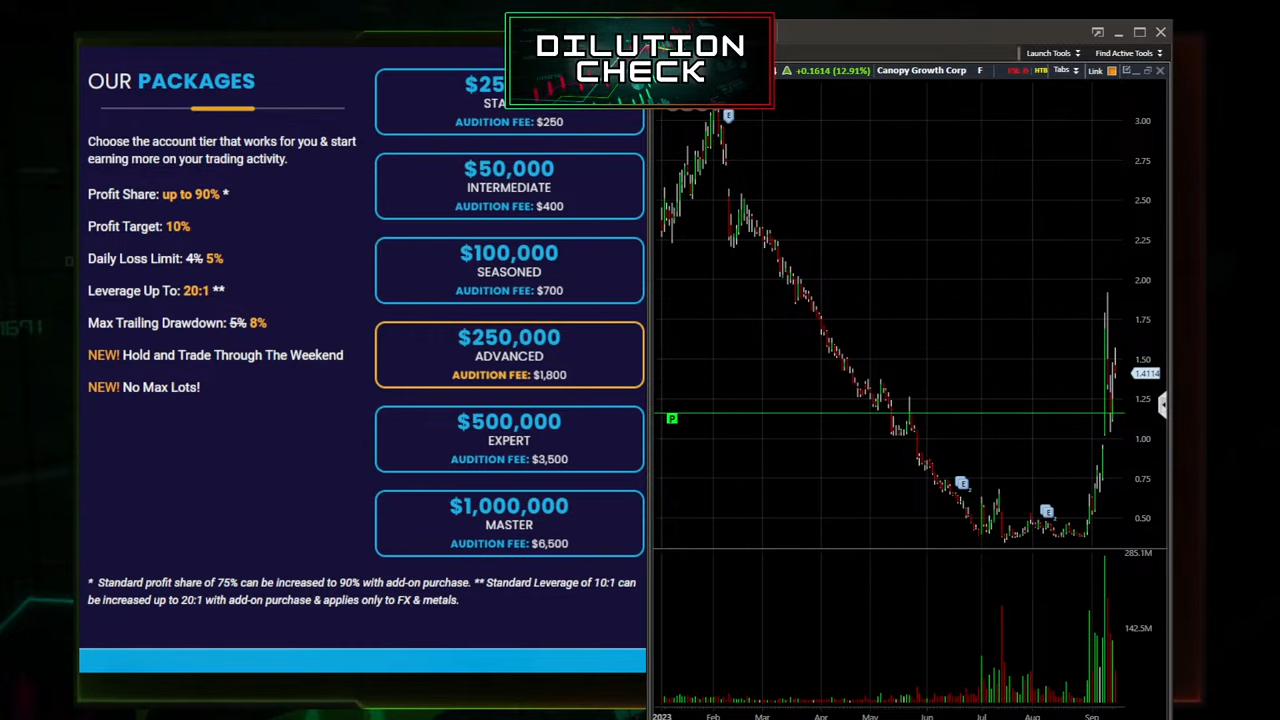 DILUTION
CHECK
OUR PACKAGES
Choose the account tier that works for you & start
earning more on your trading activity.
Profit Share: up to 90% *
Profit Target: 10%
Daily Loss Limit: 4% 5%
Leverage Up To: 20:1 **
Max Trailing Drawdown: 5% 8%
NEW! Hold and Trade Through The Weekend
NEW! No Max Lots!
AUDITION FEE: $250
$50,000
INTERMEDIATE
AUDITION FEE: $400
$100,000
SEASONED
AUDITION FEE: $700
$250,000
ADVANCED
AUDITION FEE: $1,800
$500,000
EXPERT
AUDITION FEE: $3,500
$1,000,000
MASTER
AUDITION FEE: $6,500
* Standard profit share of 75% can be increased to 90% with add-on purchase. ** Standard Leverage of 10:1 can
be increased up to 20:1 with add-on purchase & applies only to FX & metals.
Launch Tools Find Active Tools
+0.1614 (12.91%) Canopy Growth Corp F HTB Tabs Link
E
3.00
2.75
2.50
2.25
2.00
1.75
1.50
1.4114
1.25
P
1.00
0.75
E
E
0.50
285.1M
142.5M
2023 Feb Mar Apr May Jun Jul Aug Sep